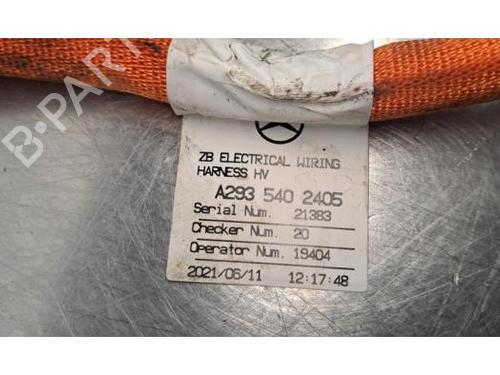 B-PARTS
ZB ELECTRICAL WIRING
HARNESS HV
A293 540 2405
Serial Num. 21383
Checker Num. 20
Operator Num. 19404
2021/06/11 12:17:48